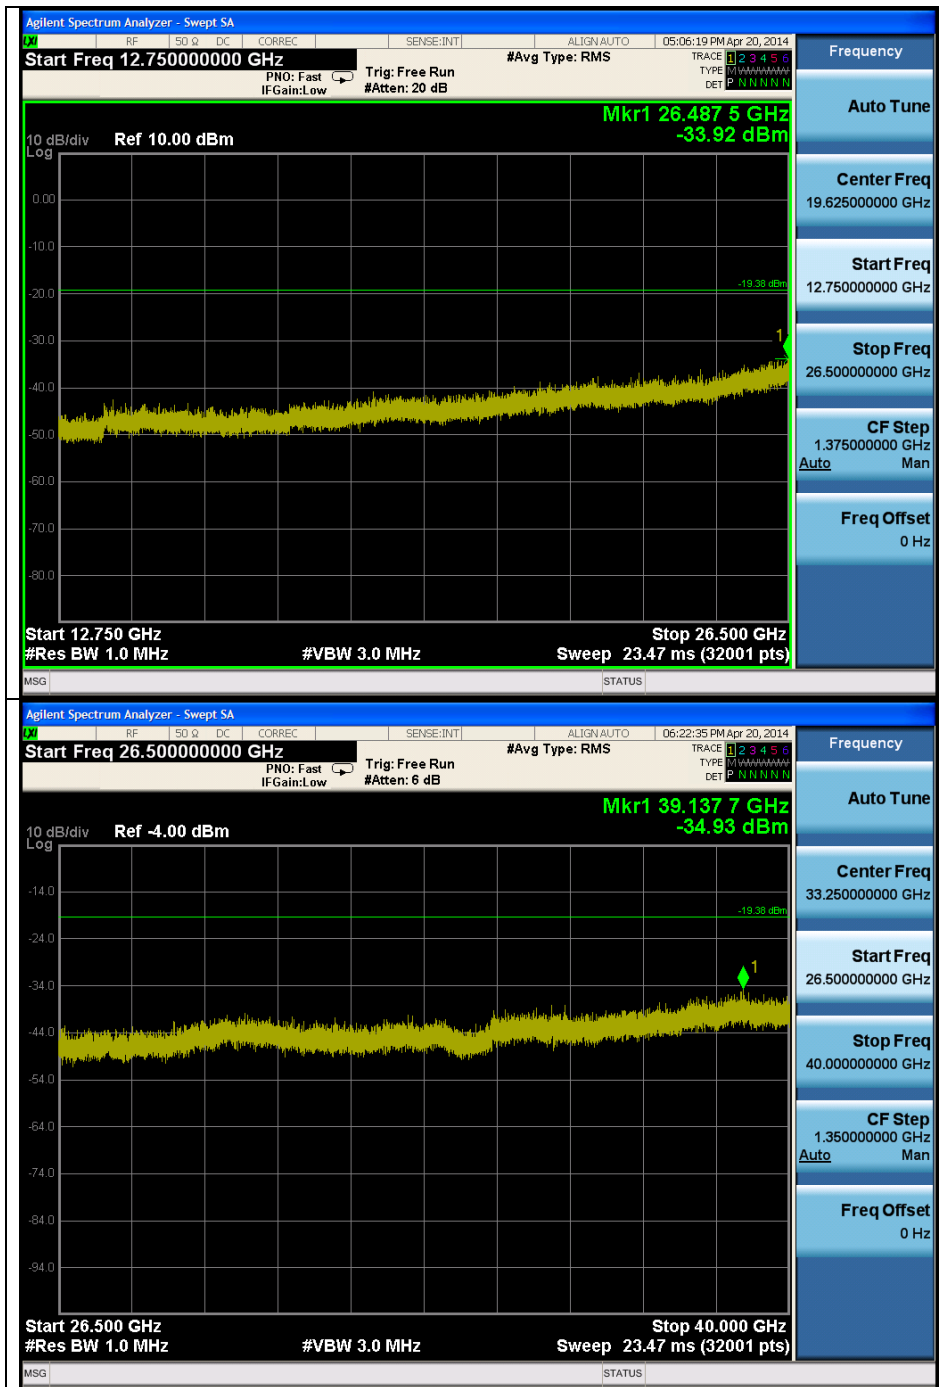 Agilent Spectrum Analyzer - Swept SA
LXI RF 50 Ω DC CORREC SENSE:INT ALIGN AUTO 05:06:19 PM Apr 20, 2014
Start Freq 12.750000000 GHz
PNO: Fast
IFGain:Low
Trig: Free Run
#Atten: 20 dB
#Avg Type: RMS
TRACE 1 2 3 4 5 6
TYPE M WWWWW
DET P N N N N N
Mkr1 26.487 5 GHz
-33.92 dBm
10 dB/div Ref 10.00 dBm
Log
0.00
-10.0
-19.38 dBm
-20.0
-30.0
1
-40.0
-50.0
-60.0
-70.0
-80.0
Start 12.750 GHz Stop 26.500 GHz
#Res BW 1.0 MHz #VBW 3.0 MHz Sweep 23.47 ms (32001 pts)
MSG STATUS
Frequency
Auto Tune
Center Freq
19.625000000 GHz
Start Freq
12.750000000 GHz
Stop Freq
26.500000000 GHz
CF Step
1.375000000 GHz
Auto Man
Freq Offset
0 Hz
Agilent Spectrum Analyzer - Swept SA
LXI RF 50 Ω DC CORREC SENSE:INT ALIGN AUTO 06:22:35 PM Apr 20, 2014
Start Freq 26.500000000 GHz
PNO: Fast
IFGain:Low
Trig: Free Run
#Atten: 6 dB
#Avg Type: RMS
TRACE 1 2 3 4 5 6
TYPE M WWWWW
DET P N N N N N
Mkr1 39.137 7 GHz
-34.93 dBm
10 dB/div Ref -4.00 dBm
Log
-14.0
-19.38 dBm
-24.0
1
-34.0
-44.0
-54.0
-64.0
-74.0
-84.0
-94.0
Start 26.500 GHz Stop 40.000 GHz
#Res BW 1.0 MHz #VBW 3.0 MHz Sweep 23.47 ms (32001 pts)
MSG STATUS
Frequency
Auto Tune
Center Freq
33.250000000 GHz
Start Freq
26.500000000 GHz
Stop Freq
40.000000000 GHz
CF Step
1.350000000 GHz
Auto Man
Freq Offset
0 Hz